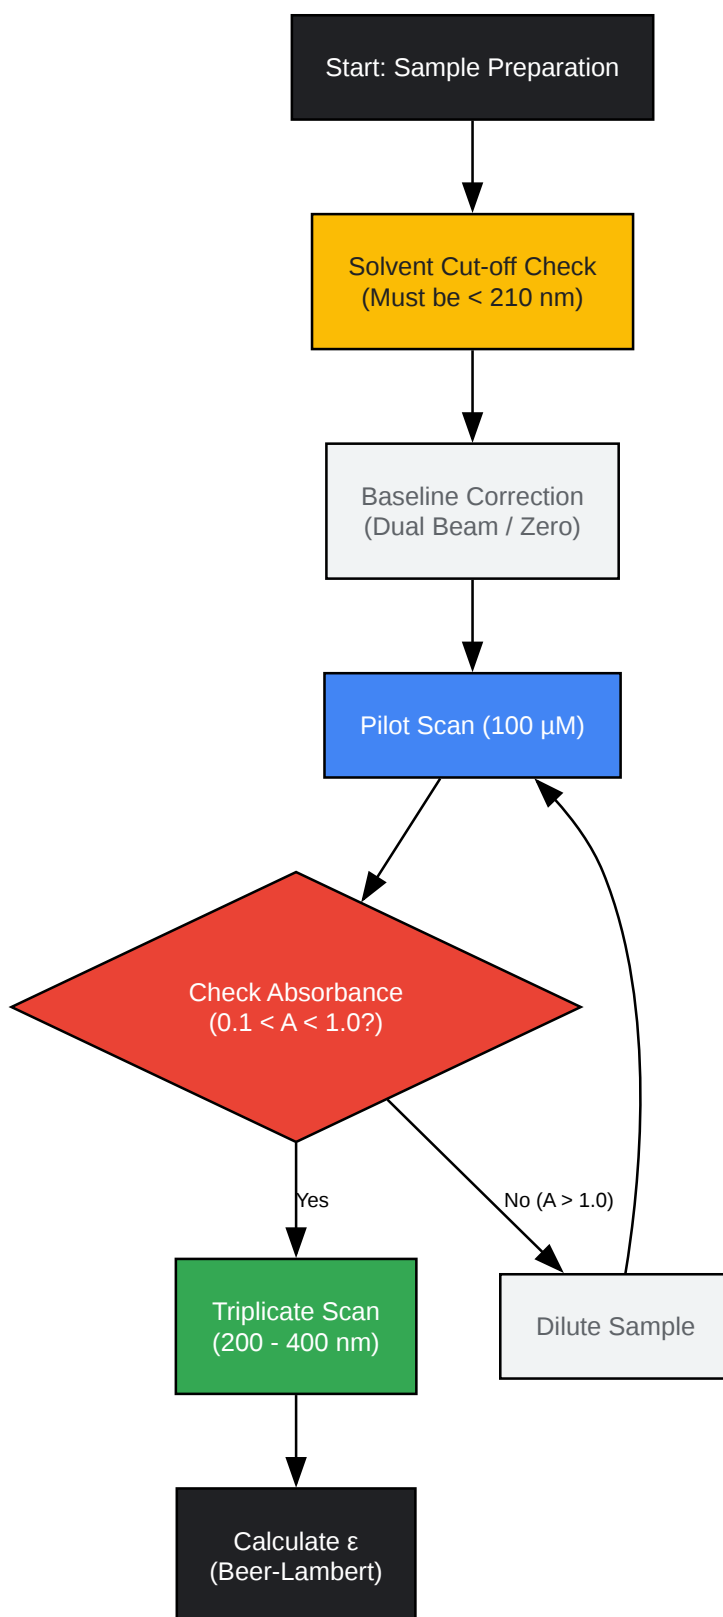 Start: Sample Preparation
Solvent Cut-off Check
(Must be < 210 nm)
Baseline Correction
(Dual Beam / Zero)
Pilot Scan (100 µM)
Check Absorbance
(0.1 < A < 1.0?)
Yes
No (A > 1.0)
Triplicate Scan
(200 - 400 nm)
Dilute Sample
Calculate ε
(Beer-Lambert)